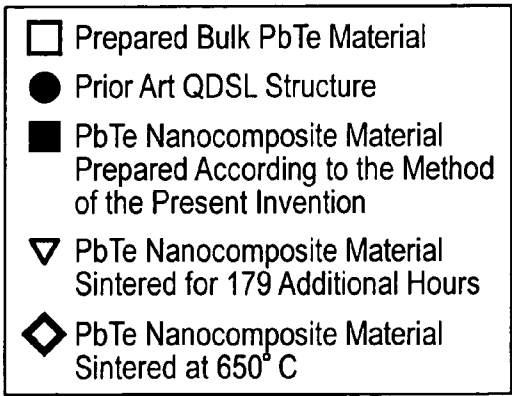 Prepared Bulk PbTe Material
Prior Art QDSL Structure
PbTe Nanocomposite Material
Prepared According to the Method
of the Present Invention
PbTe Nanocomposite Material
Sintered for 179 Additional Hours
PbTe Nanocomposite Material
Sintered at 650° C